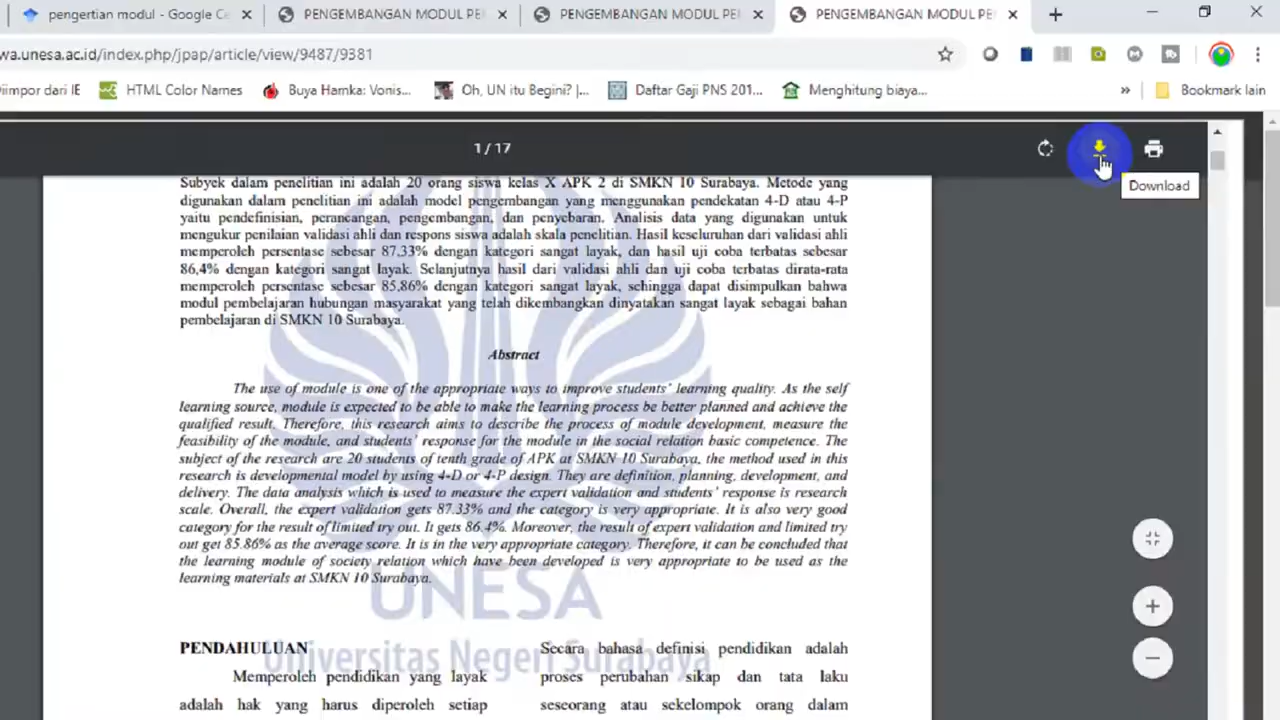 pengertian modul - Google Ce
PENGEMBANGAN MODUL PE
PENGEMBANGAN MODUL PE
PENGEMBANGAN MODUL PE
wa.unesa.ac.id/index.php/jpap/article/view/9487/9381
Diimpor dari IE
HTML Color Names
Buya Hamka: Vonis...
Oh, UN itu Begini? |...
Daftar Gaji PNS 201...
Menghitung biaya...
»
Bookmark lain
1 / 17
Download
Subyek dalam penelitian ini adalah 20 orang siswa kelas X APK 2 di SMKN 10 Surabaya. Metode yang
digunakan dalam penelitian ini adalah model pengembangan yang menggunakan pendekatan 4-D atau 4-P
yaitu pendefinisian, perancangan, pengembangan, dan penyebaran. Analisis data yang digunakan untuk
mengukur penilaian validasi ahli dan respons siswa adalah skala penelitian. Hasil keseluruhan dari validasi ahli
memperoleh persentase sebesar 87,33% dengan kategori sangat layak, dan hasil uji coba terbatas sebesar
86,4% dengan kategori sangat layak. Selanjutnya hasil dari validasi ahli dan uji coba terbatas dirata-rata
memperoleh persentase sebesar 85,86% dengan kategori sangat layak, sehingga dapat disimpulkan bahwa
modul pembelajaran hubungan masyarakat yang telah dikembangkan dinyatakan sangat layak sebagai bahan
pembelajaran di SMKN 10 Surabaya.
Abstract
The use of module is one of the appropriate ways to improve students' learning quality. As the self
learning source, module is expected to be able to make the learning process be better planned and achieve the
qualified result. Therefore, this research aims to describe the process of module development, measure the
feasibility of the module, and students' response for the module in the social relation basic competence. The
subject of the research are 20 students of tenth grade of APK at SMKN 10 Surabaya, the method used in this
research is developmental model by using 4-D or 4-P design. They are definition, planning, development, and
delivery. The data analysis which is used to measure the expert validation and students' response is research
scale. Overall, the expert validation gets 87.33% and the category is very appropriate. It is also very good
category for the result of limited try out. It gets 86.4%. Moreover, the result of expert validation and limited try
out get 85.86% as the average score. It is in the very appropriate category. Therefore, it can be concluded that
the learning module of society relation which have been developed is very appropriate to be used as the
learning materials at SMKN 10 Surabaya.
UNESA
Universitas Negeri Surabaya
PENDAHULUAN
Memperoleh pendidikan yang layak
adalah hak yang harus diperoleh setiap
Secara bahasa definisi pendidikan adalah
proses perubahan sikap dan tata laku
seseorang atau sekelompok orang dalam